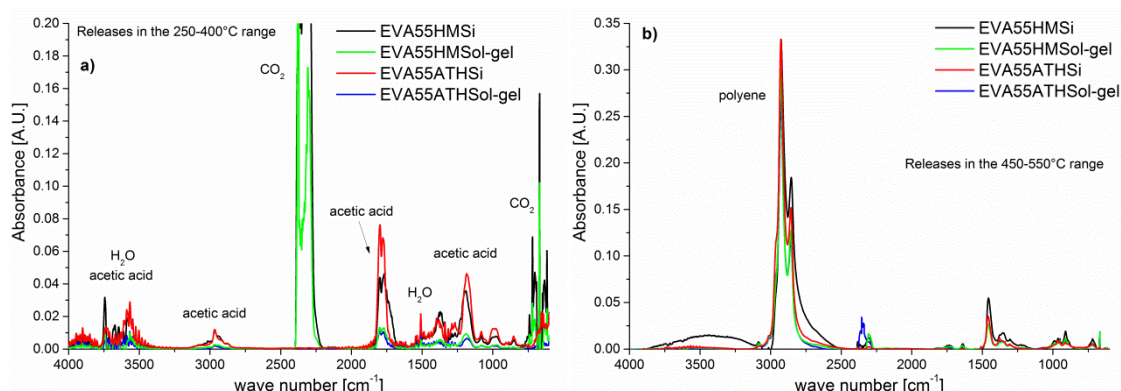 Releases in the 250-400°C range
a)
EVA55HMSi
EVA55HMSol-gel
EVA55ATHSi
EVA55ATHSol-gel
CO2
acetic acid
CO2
H2O
acetic acid
acetic acid
H2O
acetic acid
Absorbance [A.U.]
0.20
0.18
0.16
0.14
0.12
0.10
0.08
0.06
0.04
0.02
0.00
4000 3500 3000 2500 2000 1500 1000
wave number [cm-1]
b)
EVA55HMSi
EVA55HMSol-gel
EVA55ATHSi
EVA55ATHSol-gel
polyene
Releases in the 450-550°C range
Absorbance [A.U.]
0.35
0.30
0.25
0.20
0.15
0.10
0.05
0.00
4000 3500 3000 2500 2000 1500 1000
wave number [cm-1]